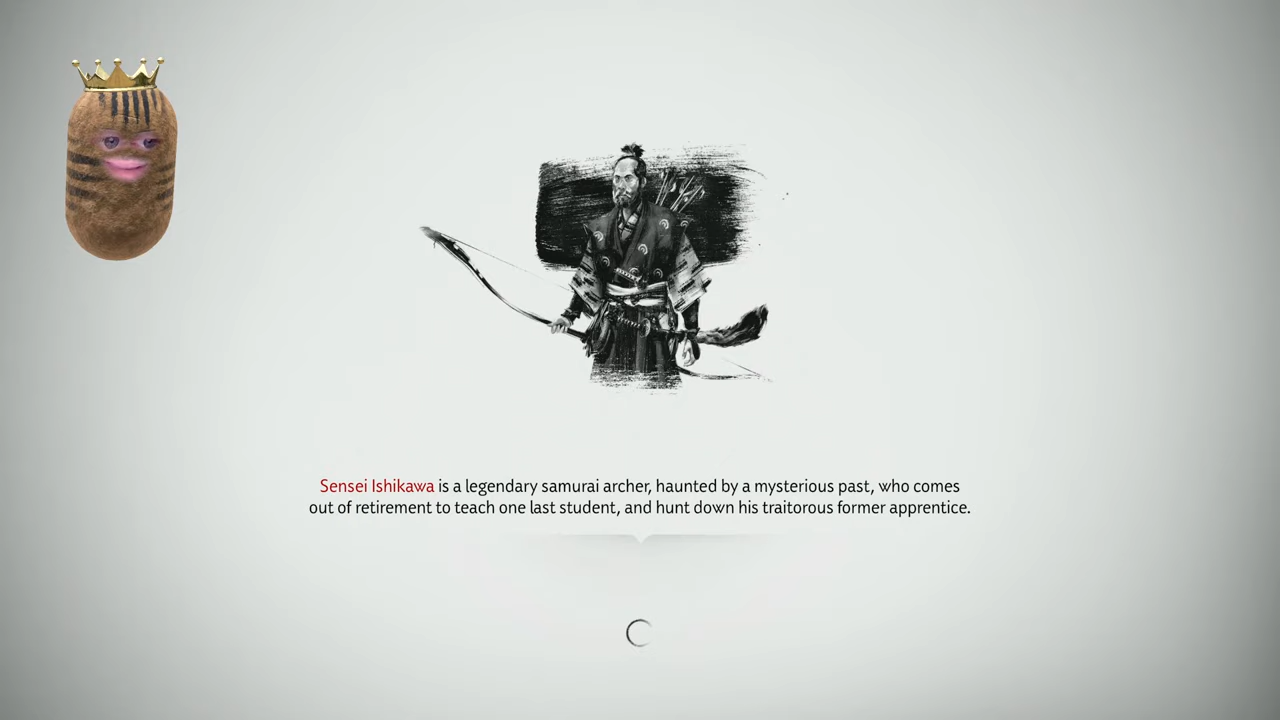 Sensei Ishikawa is a legendary samurai archer, haunted by a mysterious past, who comes
out of retirement to teach one last student, and hunt down his traitorous former apprentice.